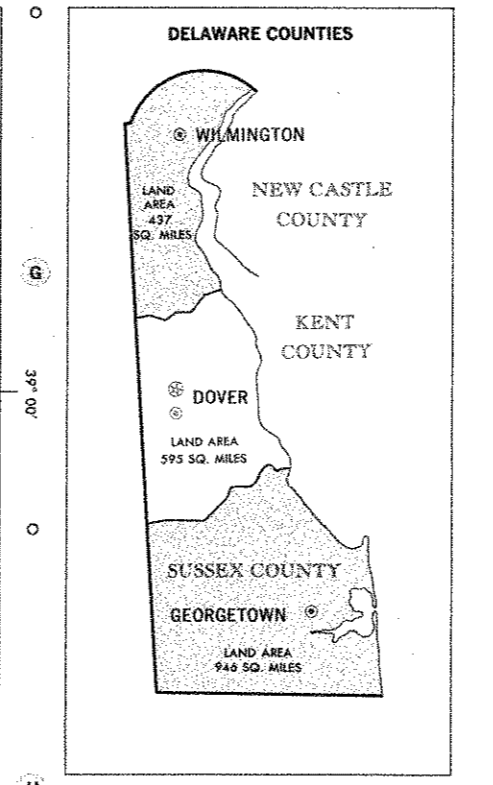 DELAWARE COUNTIES
WILMINGTON
LAND
AREA
437
SQ. MILES
NEW CASTLE
COUNTY
G
KENT
COUNTY
39° 00'
DOVER
LAND AREA
595 SQ. MILES
SUSSEX COUNTY
GEORGETOWN
LAND AREA
946 SQ. MILES